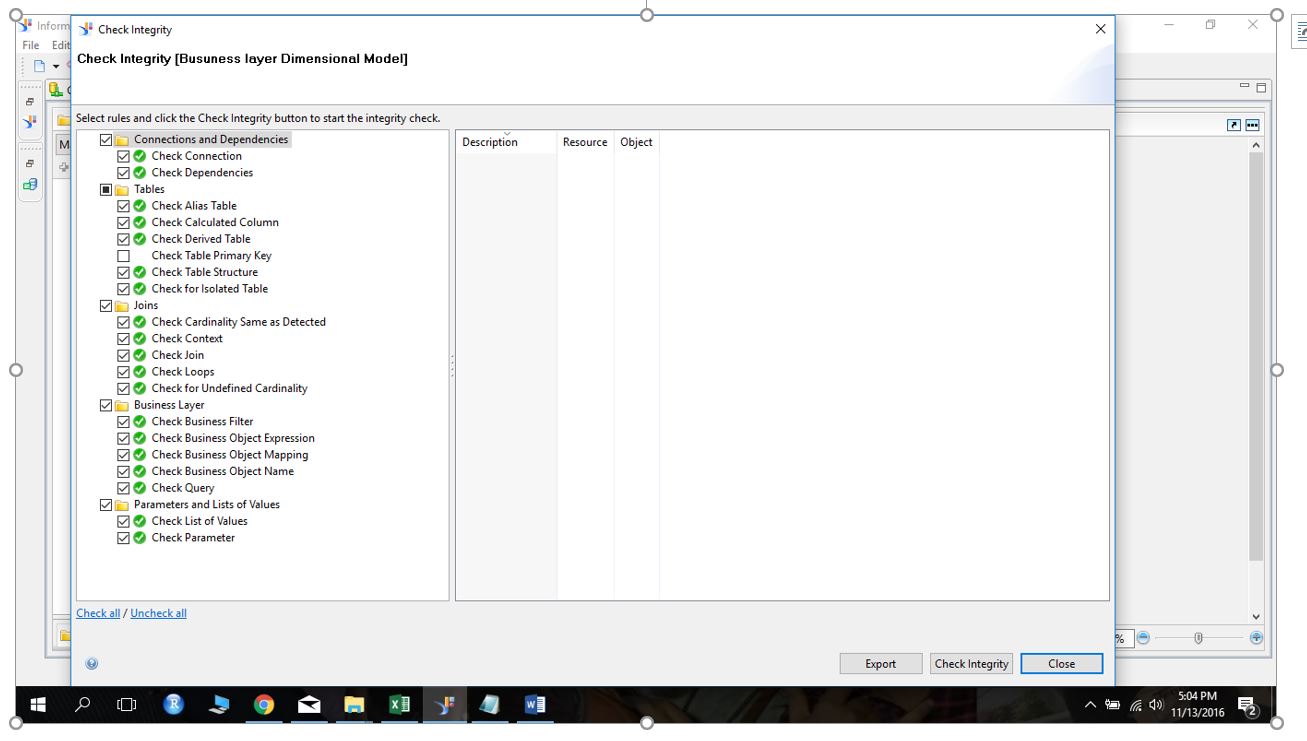 Inform
Check Integrity
File Edit
Check Integrity [Busuness layer Dimensional Model]
Select rules and click the Check Integrity button to start the integrity check.
Connections and Dependencies
Check Connection
Check Dependencies
Tables
Check Alias Table
Check Calculated Column
Check Derived Table
Check Table Primary Key
Check Table Structure
Check for Isolated Table
Joins
Check Cardinality Same as Detected
Check Context
Check Join
Check Loops
Check for Undefined Cardinality
Business Layer
Check Business Filter
Check Business Object Expression
Check Business Object Mapping
Check Business Object Name
Check Query
Parameters and Lists of Values
Check List of Values
Check Parameter
Description Resource Object
Check all / Uncheck all
%
Export Check Integrity Close
5:04 PM
11/13/2016
2